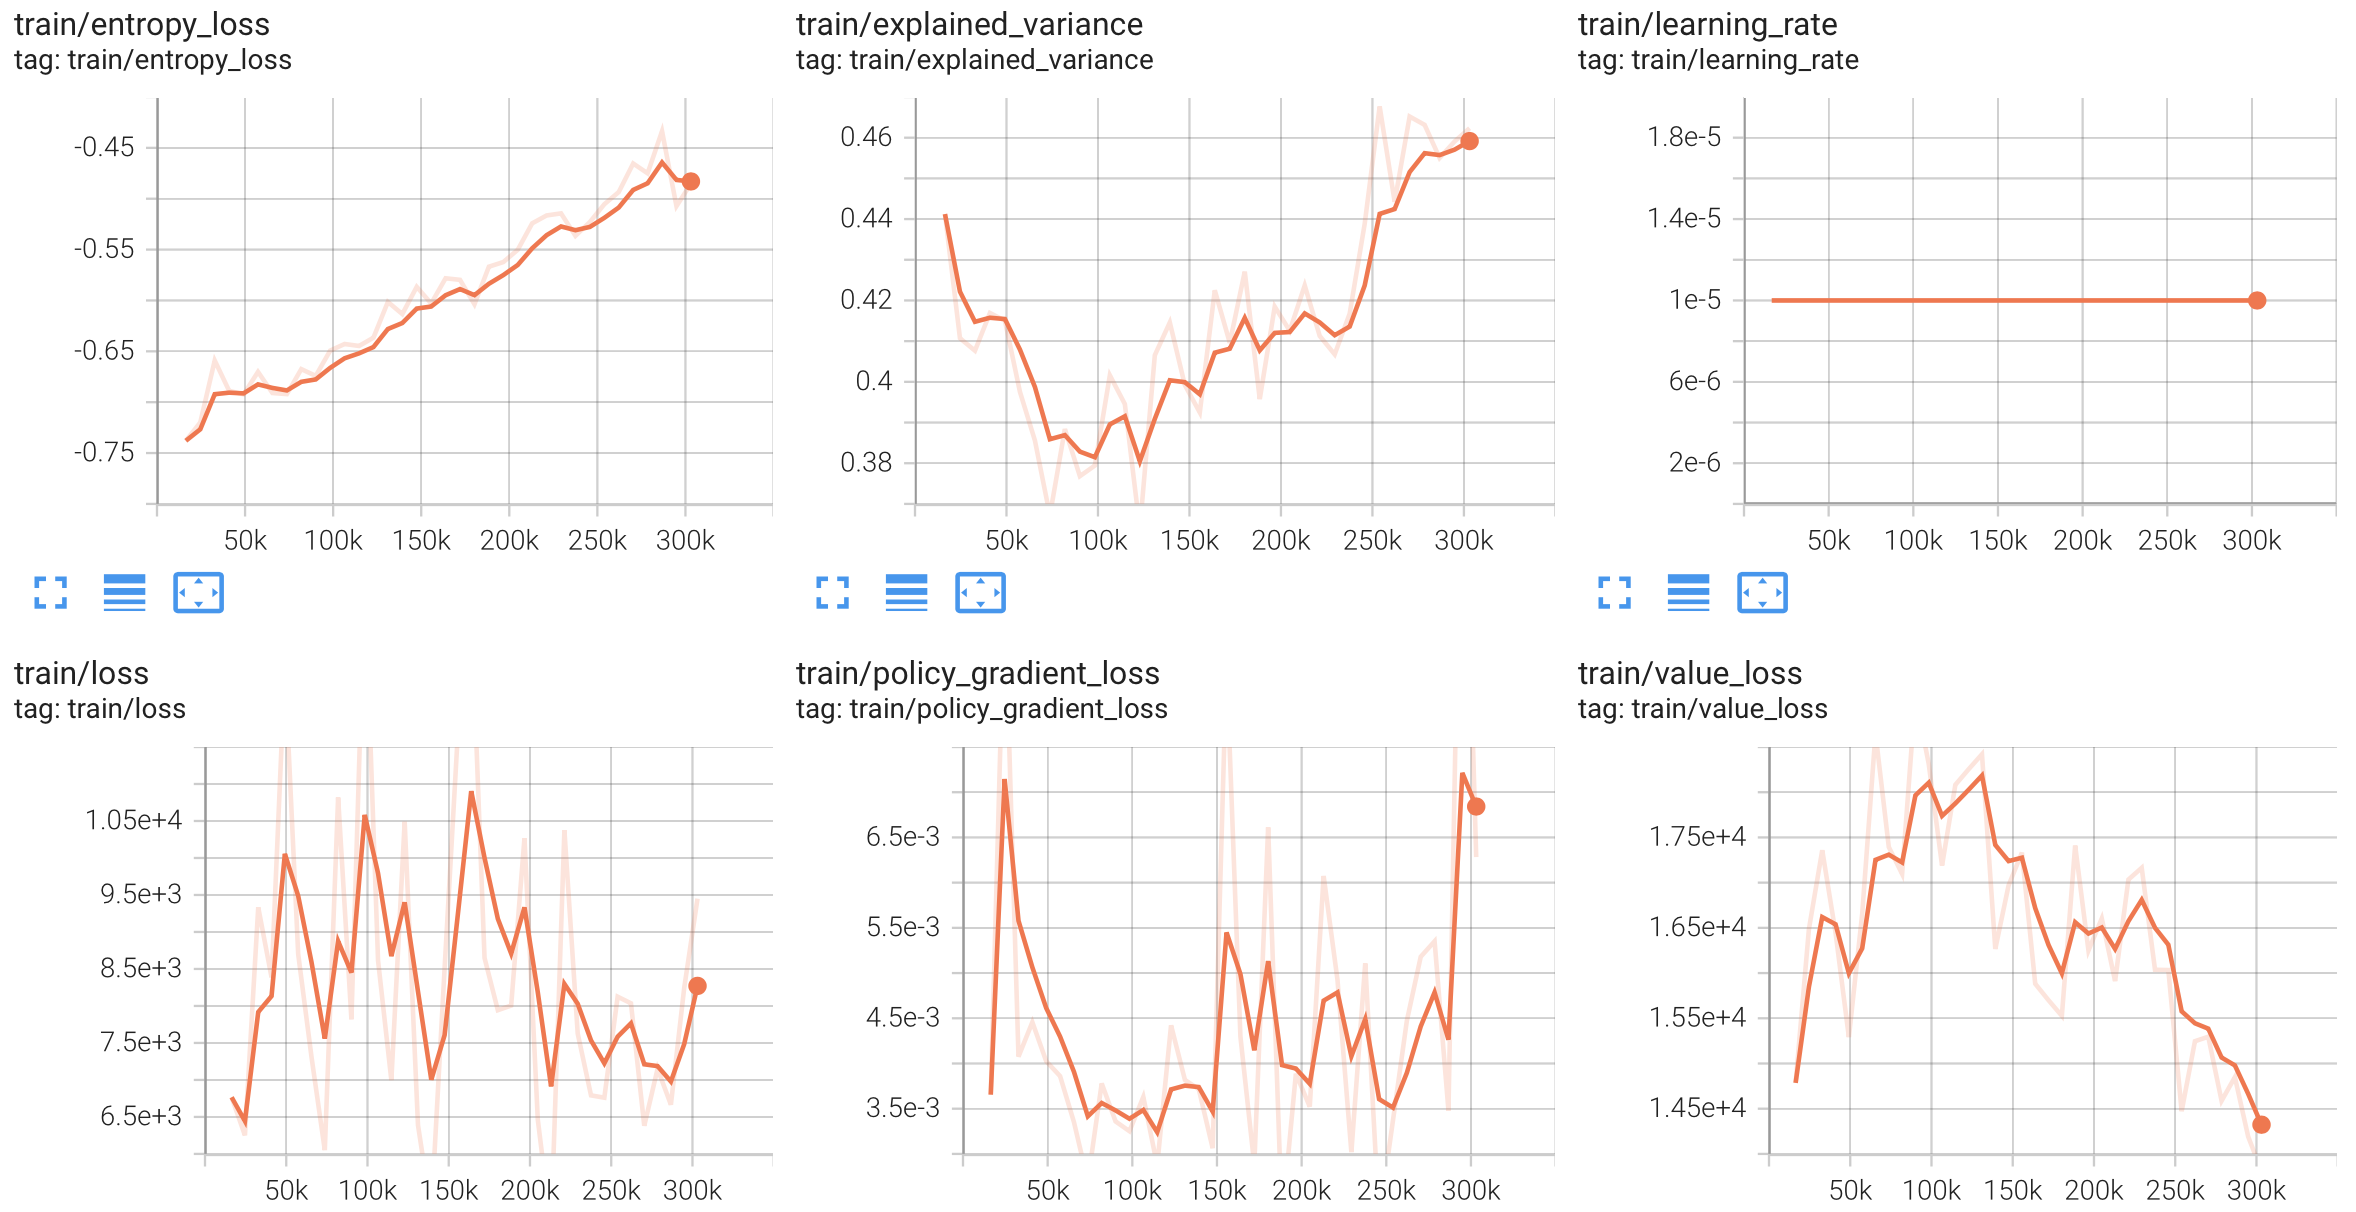 train/entropy_loss
tag: train/entropy_loss
-0.45
-0.55
-0.65
-0.75
50k 100k 150k 200k 250k 300k
train/explained_variance
tag: train/explained_variance
0.46
0.44
0.42
0.4
0.38
50k 100k 150k 200k 250k 300k
train/learning_rate
tag: train/learning_rate
1.8e-5
1.4e-5
1e-5
6e-6
2e-6
50k 100k 150k 200k 250k 300k
train/loss
tag: train/loss
1.05e+4
9.5e+3
8.5e+3
7.5e+3
6.5e+3
50k 100k 150k 200k 250k 300k
train/policy_gradient_loss
tag: train/policy_gradient_loss
6.5e-3
5.5e-3
4.5e-3
3.5e-3
50k 100k 150k 200k 250k 300k
train/value_loss
tag: train/value_loss
1.75e+4
1.65e+4
1.55e+4
1.45e+4
50k 100k 150k 200k 250k 300k